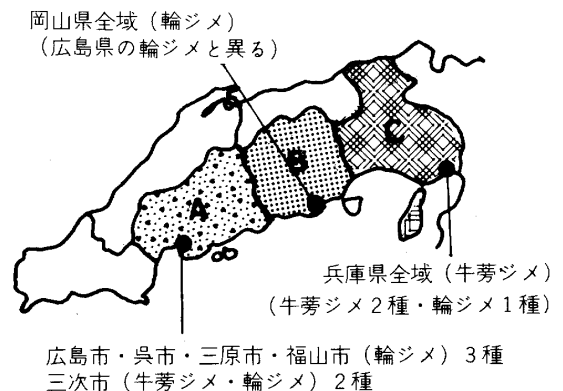 岡山県全域（輪ジメ）
（広島県の輪ジメと異る）
A
B
C
兵庫県全域（牛蒡ジメ）
（牛蒡ジメ２種・輪ジメ１種）
広島市・呉市・三原市・福山市（輪ジメ）３種
三次市（牛蒡ジメ・輪ジメ）２種